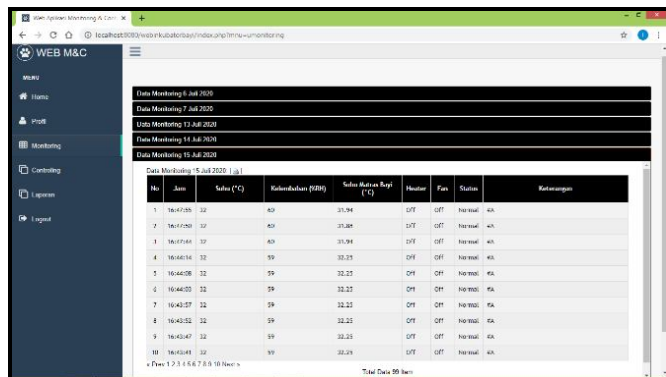 Web Aplikasi Monitoring & Con
localhost:8080/webinkubatorbayi/index.php?mnu=umonitoring
WEB M&C
MENU
Home
Profil
Monitoring
Controling
Laporan
Logout
Data Monitoring 6 Juli 2020
Data Monitoring 7 Juli 2020
Data Monitoring 13 Juli 2020
Data Monitoring 14 Juli 2020
Data Monitoring 15 Juli 2020
Data Monitoring 15 Juli 2020 | |
No Jam Suhu (°C) Kelembaban (%RH) Suhu Matras Bayi (°C) Heater Fan Status Keterangan
1 16:47:55 32 60 31.94 Off Off Normal
2 16:47:50 32 60 31.88 Off Off Normal
3 16:47:44 32 60 31.94 Off Off Normal
4 16:44:14 32 59 32.25 Off Off Normal
5 16:44:08 32 59 32.25 Off Off Normal
6 16:44:03 32 59 32.25 Off Off Normal
7 16:43:57 32 59 32.25 Off Off Normal
8 16:43:52 32 59 32.25 Off Off Normal
9 16:43:47 32 59 32.25 Off Off Normal
10 16:43:41 32 59 32.25 Off Off Normal
« Prev 1 2 3 4 5 6 7 8 9 10 Next »
Total Data 99 Item